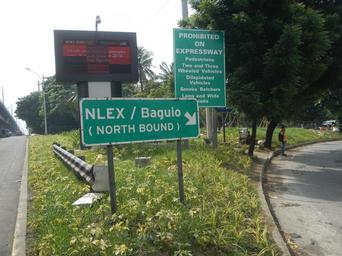 NLEX
PROHIBITED
ON
EXPRESSWAY
Pedestrians
Two and Three
Wheeled Vehicles
Dilapidated
Vehicles
Smoke Belchers
Long and Wide
NLEX / Baguio
( NORTH BOUND )